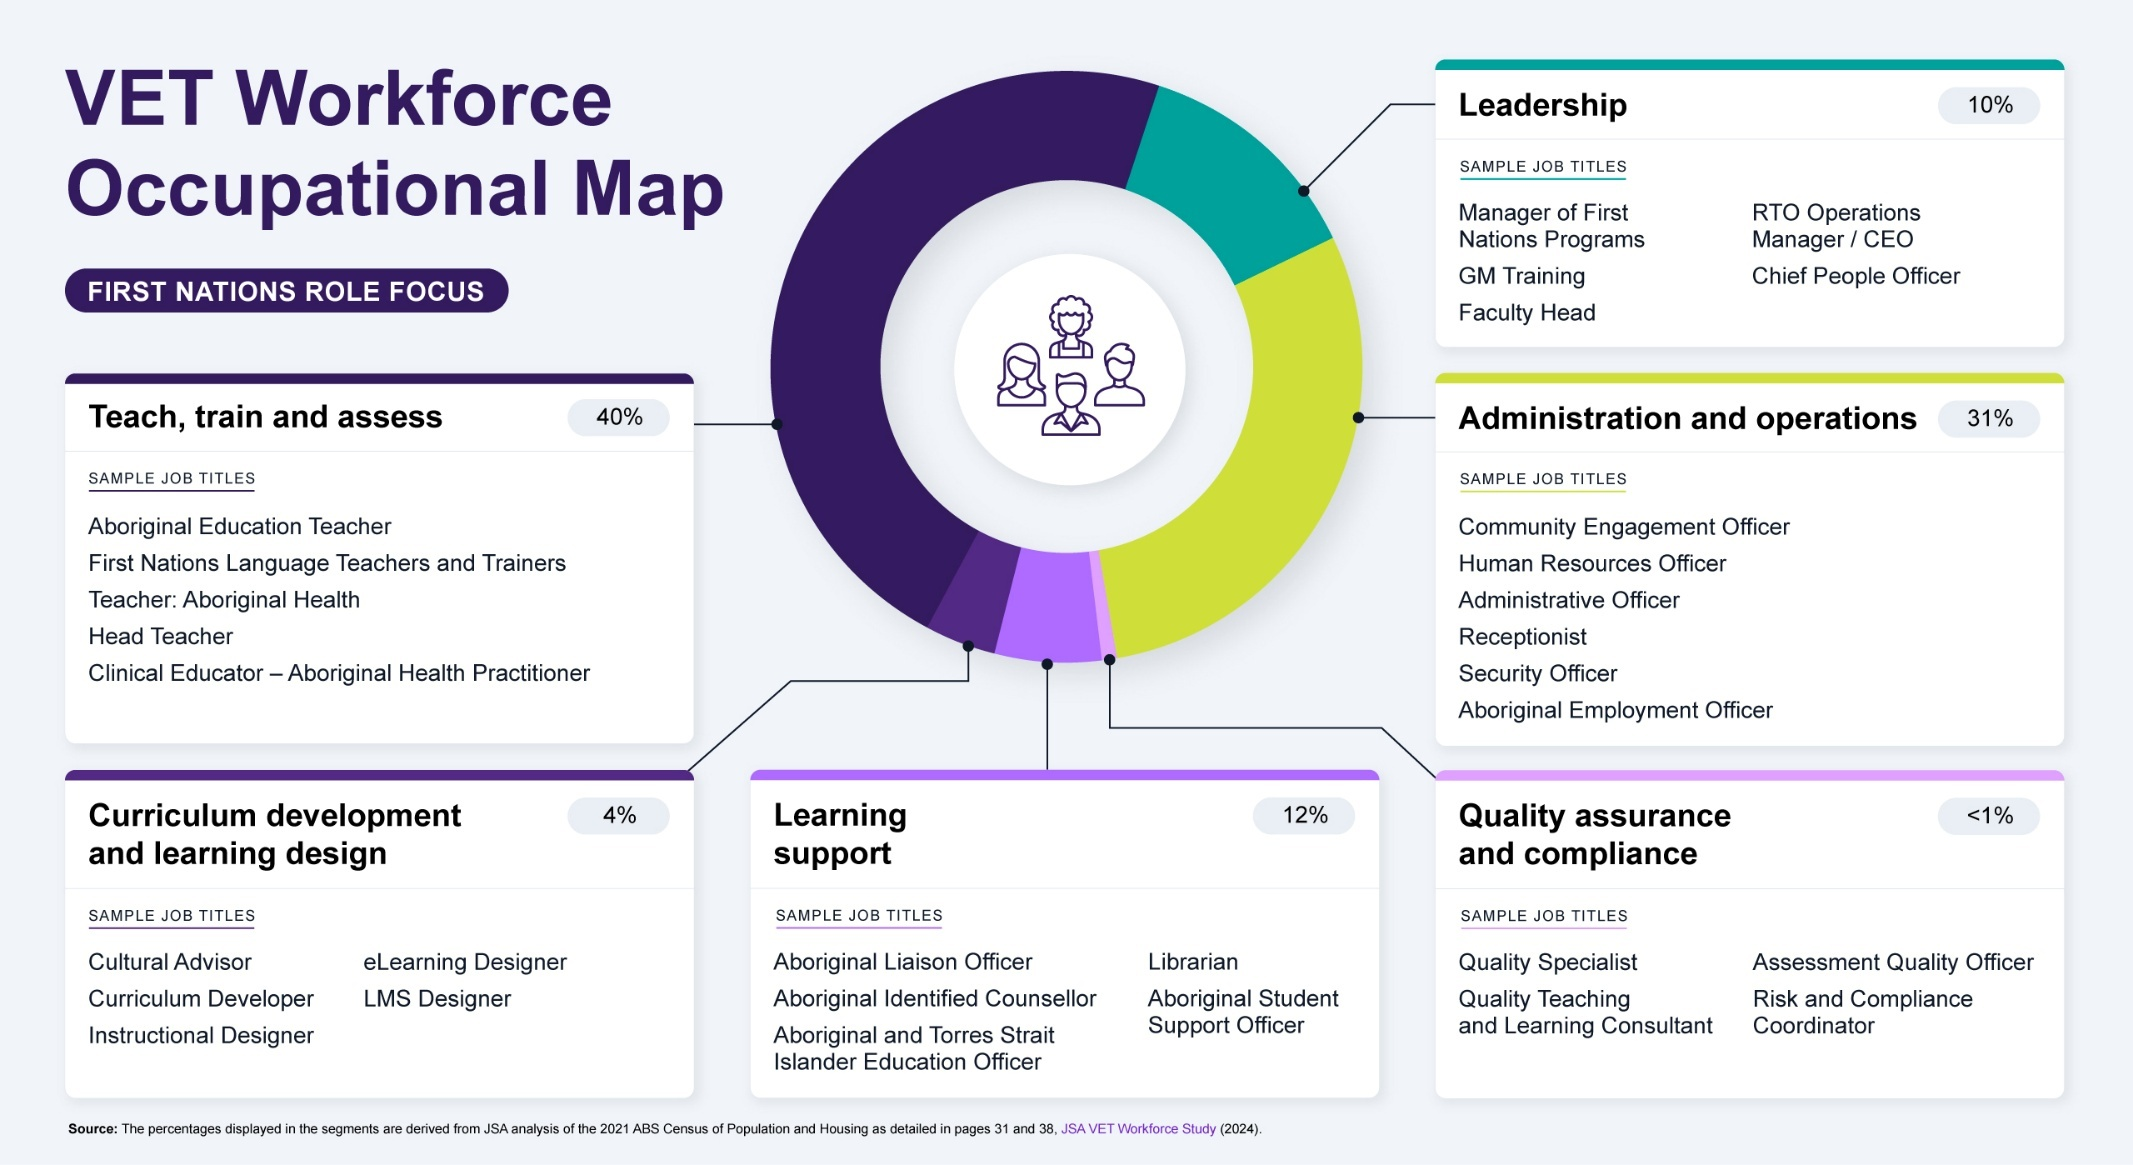 VET Workforce
Occupational Map
FIRST NATIONS ROLE FOCUS
Teach, train and assess
40%
SAMPLE JOB TITLES
Aboriginal Education Teacher
First Nations Language Teachers and Trainers
Teacher: Aboriginal Health
Head Teacher
Clinical Educator – Aboriginal Health Practitioner
Leadership
10%
SAMPLE JOB TITLES
Manager of First
Nations Programs
GM Training
Faculty Head
RTO Operations
Manager / CEO
Chief People Officer
Administration and operations
31%
SAMPLE JOB TITLES
Community Engagement Officer
Human Resources Officer
Administrative Officer
Receptionist
Security Officer
Aboriginal Employment Officer
Curriculum development
and learning design
4%
SAMPLE JOB TITLES
Cultural Advisor
Curriculum Developer
Instructional Designer
eLearning Designer
LMS Designer
Learning
support
12%
SAMPLE JOB TITLES
Aboriginal Liaison Officer
Aboriginal Identified Counsellor
Aboriginal and Torres Strait
Islander Education Officer
Librarian
Aboriginal Student
Support Officer
Quality assurance
and compliance
<1%
SAMPLE JOB TITLES
Quality Specialist
Quality Teaching
and Learning Consultant
Assessment Quality Officer
Risk and Compliance
Coordinator
Source: The percentages displayed in the segments are derived from JSA analysis of the 2021 ABS Census of Population and Housing as detailed in pages 31 and 38, JSA VET Workforce Study (2024).